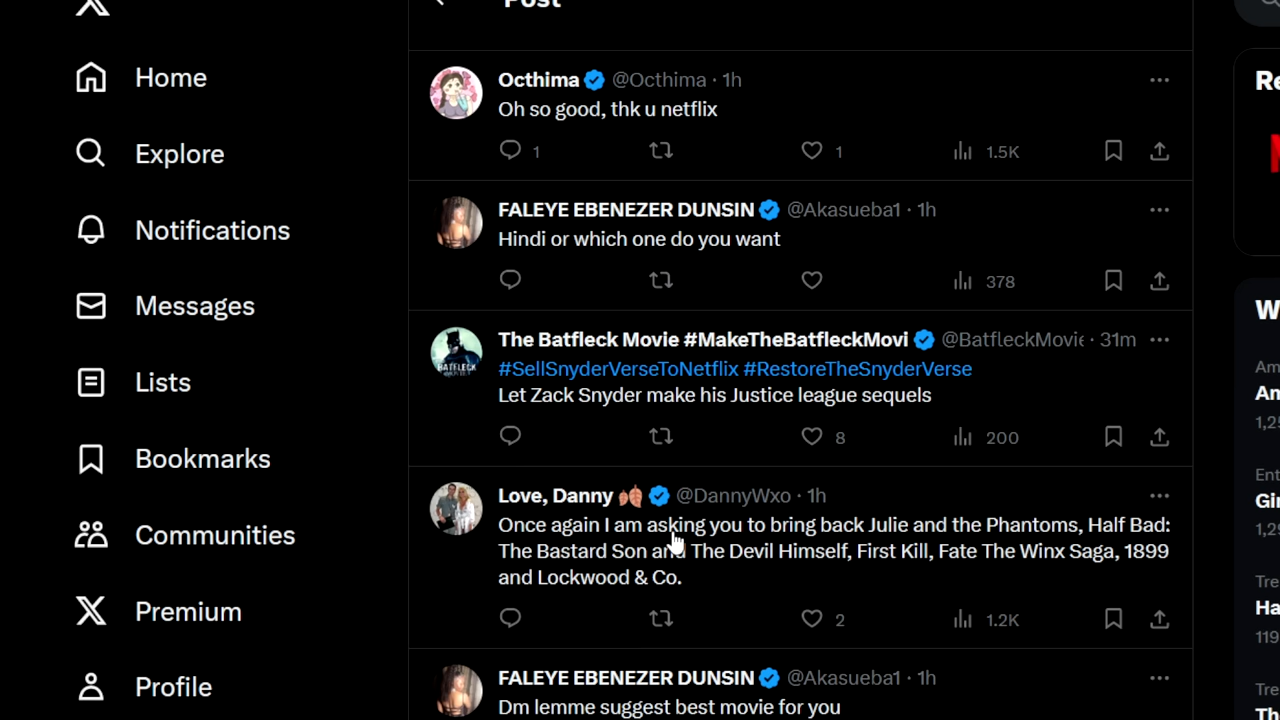 Post
Home
Explore
Notifications
Messages
Lists
Bookmarks
Communities
Premium
Profile
Octhima @Octhima · 1h
Oh so good, thk u netflix
1 1 1.5K
FALEYE EBENEZER DUNSIN @Akasueba1 · 1h
Hindi or which one do you want
378
The Batfleck Movie #MakeTheBatfleckMovi @BatfleckMovie · 31m
#SellSnyderVerseToNetflix #RestoreTheSnyderVerse
Let Zack Snyder make his Justice league sequels
8 200
Love, Danny @DannyWxo · 1h
Once again I am asking you to bring back Julie and the Phantoms, Half Bad:
The Bastard Son and The Devil Himself, First Kill, Fate The Winx Saga, 1899
and Lockwood & Co.
2 1.2K
FALEYE EBENEZER DUNSIN @Akasueba1 · 1h
Dm lemme suggest best movie for you